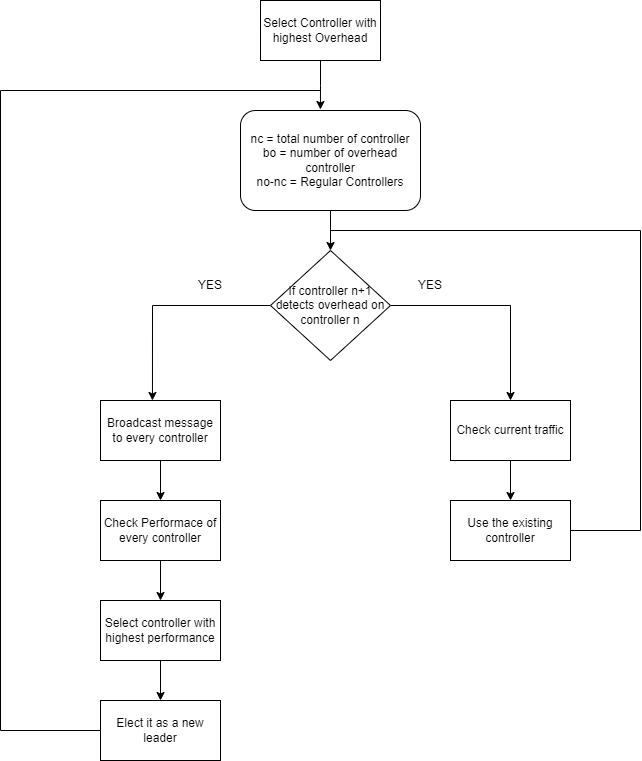 Select Controller with
highest Overhead
nc = total number of controller
bo = number of overhead
controller
no-nc = Regular Controllers
YES
If controller n+1
detects overhead on
controller n
YES
Broadcast message
to every controller
Check current traffic
Check Performace of
every controller
Use the existing
controller
Select controller with
highest performance
Elect it as a new
leader